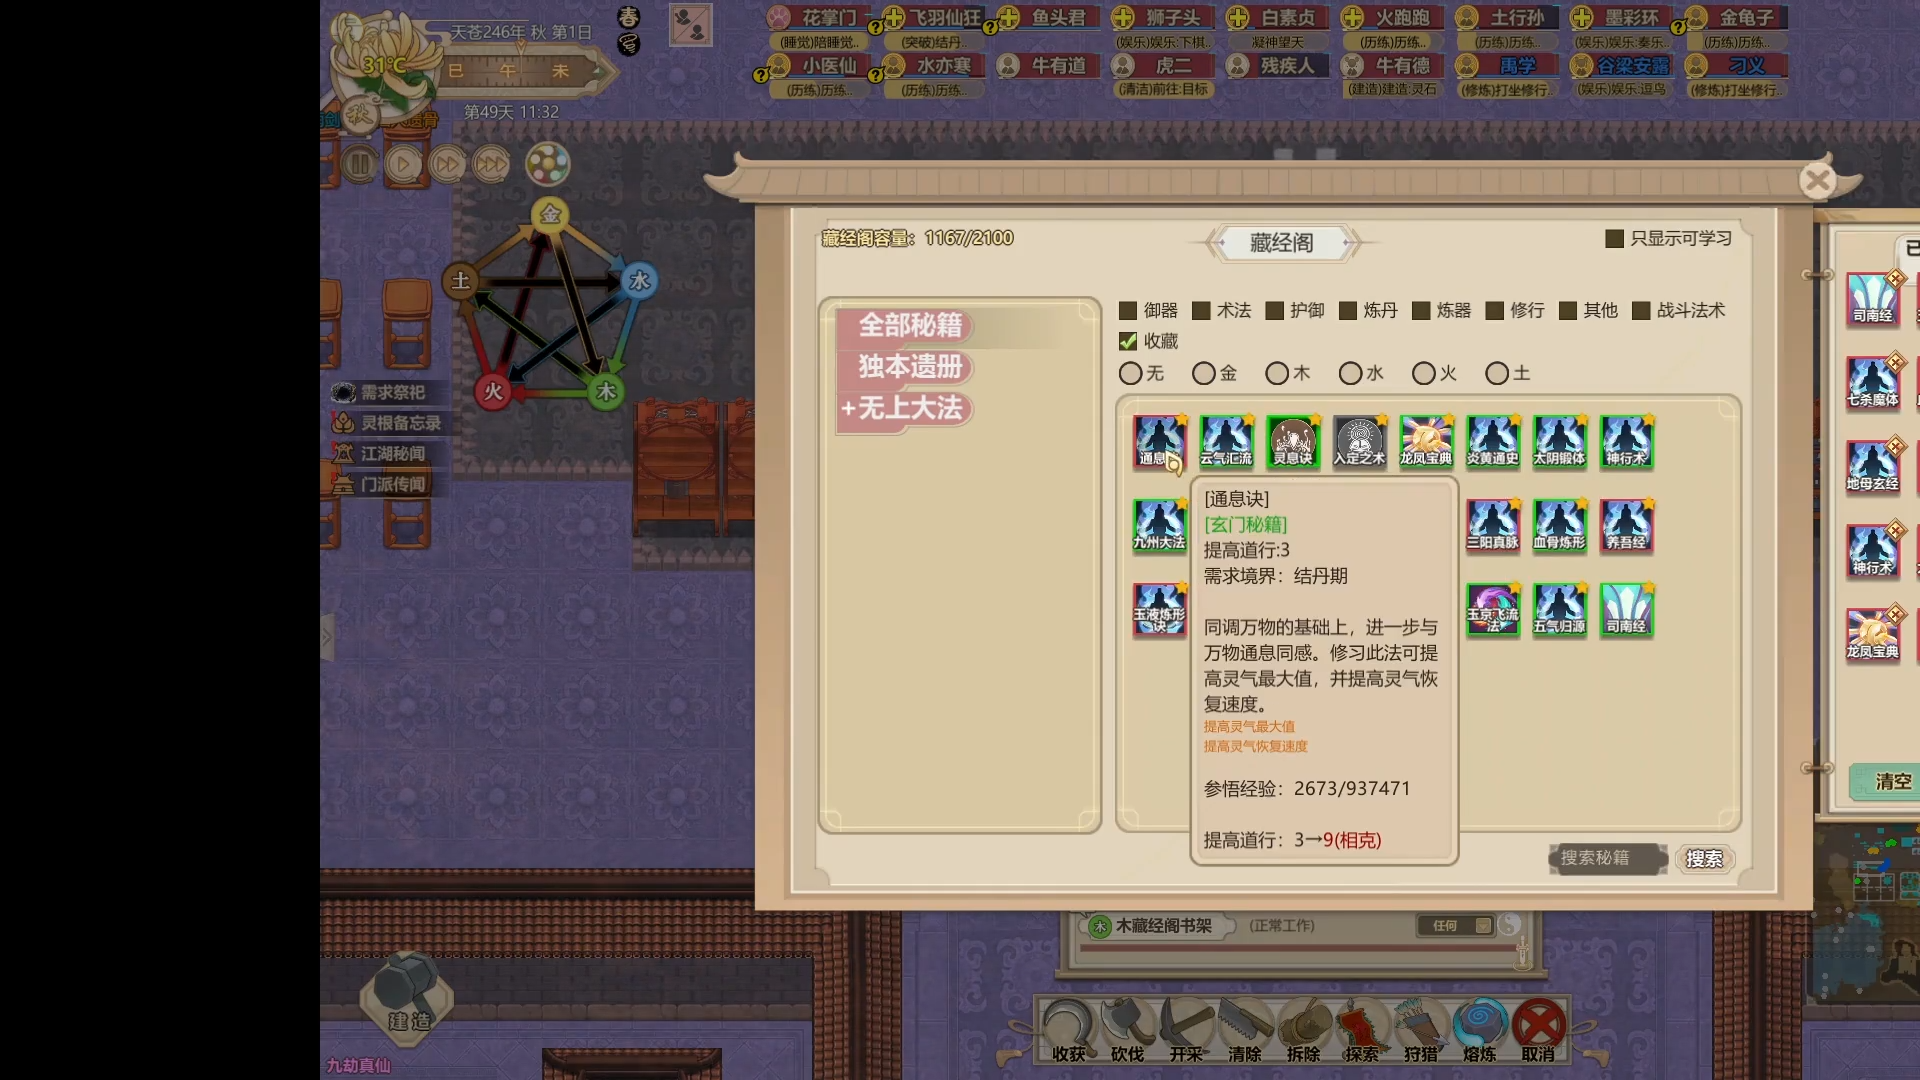 天苍246年 秋 第1日
31℃
巳 午 未
秋
第49天 11:32
春
花掌门
飞羽仙狂
鱼头君
狮子头
白素贞
火跑跑
土行孙
墨彩环
金龟子
(睡觉)陪睡觉..
(突破)结丹..
(娱乐)娱乐:下棋..
凝神望天
(历练)历练..
(历练)历练..
(娱乐)娱乐:奏乐..
(历练)历练..
小医仙
水亦寒
牛有道
虎二
残疾人
牛有德
禹学
谷梁安露
刁义
(历练)历练..
(历练)历练..
(清洁)前往:目标
(建造)建造:灵石
(修炼)打坐修行..
(娱乐)娱乐:逗鸟
(修炼)打坐修行..
金
土
水
火
木
需求祭祀
灵根备忘录
江湖秘闻
门派传闻
藏经阁容量：1167/2100
藏经阁
只显示可学习
全部秘籍
独本遗册
+无上大法
御器 术法 护御 炼丹 炼器 修行 其他 战斗法术
收藏
无 金 木 水 火 土
通息
云气汇流
灵息诀
入定之术
龙凤宝典
炎黄通史
太阴锻体
神行术
九州大法
三阳真脉
血骨炼形
养吾经
玉液炼形诀
玉京飞流法
五气归源
司南经
[通息诀]
[玄门秘籍]
提高道行:3
需求境界：结丹期
同调万物的基础上，进一步与
万物通息同感。修习此法可提
高灵气最大值，并提高灵气恢
复速度。
提高灵气最大值
提高灵气恢复速度
参悟经验：2673/937471
提高道行：3→9(相克)
搜索秘籍
搜索
司南经
七杀魔体
地母玄经
神行术
龙凤宝典
清空
木 木藏经阁书架 (正常工作)
任何
建造
九劫真仙
收获 砍伐 开采 清除 拆除 探索 狩猎 熔炼 取消